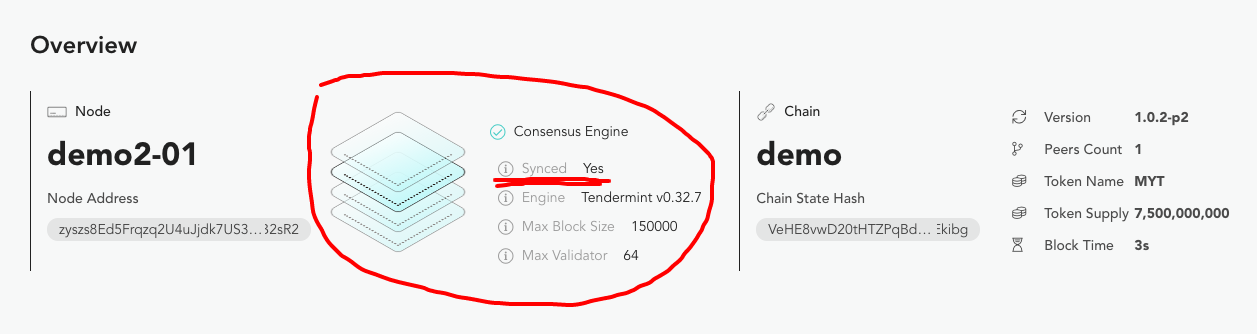 Overview
Node
demo2-01
Node Address
zyszs8Ed5Frqzq2U4uJjdk7US3...32sR2
Consensus Engine
Synced Yes
Engine Tendermint v0.32.7
Max Block Size 150000
Max Validator 64
Chain
demo
Chain State Hash
VeHE8vwD20tHTZPqBd... Ekibg
Version 1.0.2-p2
Peers Count 1
Token Name MYT
Token Supply 7,500,000,000
Block Time 3s